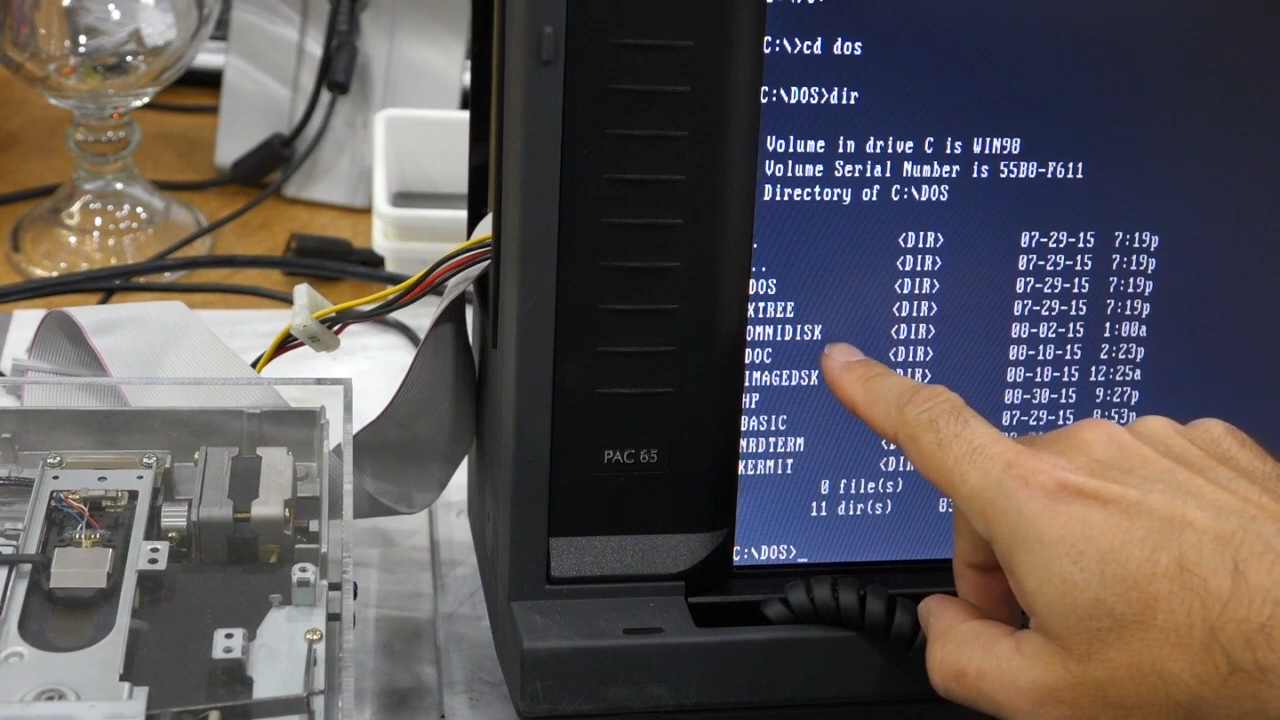 C:\>cd dos
C:\DOS>dir
Volume in drive C is WIN98
Volume Serial Number is 55B8-F611
Directory of C:\DOS
. <DIR> 07-29-15 7:19p
.. <DIR> 07-29-15 7:19p
DOS <DIR> 07-29-15 7:19p
XTREE <DIR> 07-29-15 7:19p
OMNIDISK <DIR> 08-02-15 1:00a
DOC <DIR> 08-18-15 2:23p
IMAGEDSK <DIR> 08-18-15 12:25a
HP 08-30-15 9:27p
BASIC 07-29-15 8:53p
NRDTERM
KERMIT <DIR
0 file(s)
11 dir(s) 83
C:\DOS>_
PAC 65